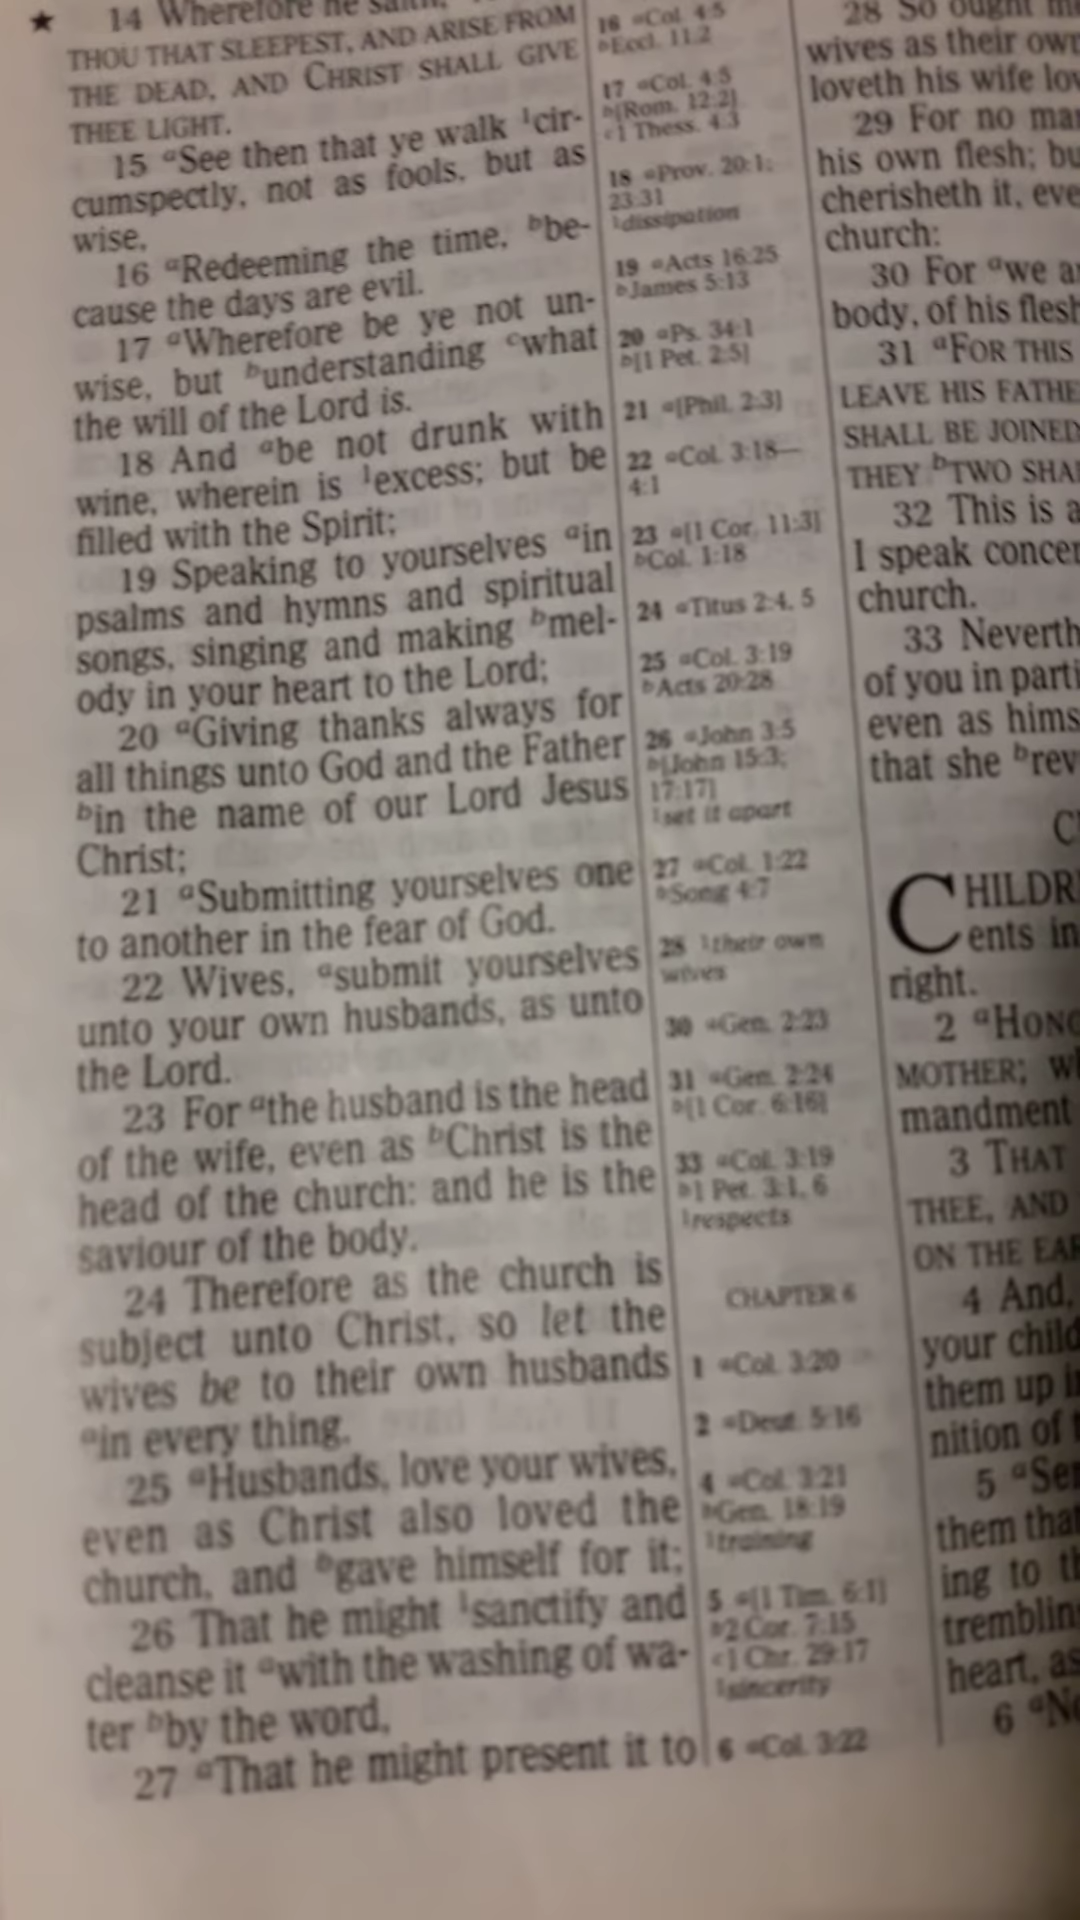 ★ 14 Wherefore he saith,
THOU THAT SLEEPEST, AND ARISE FROM
THE DEAD, AND CHRIST SHALL GIVE
THEE LIGHT.
15 ᵃSee then that ye walk ¹cir-
cumspectly, not as fools, but as
wise,
16 ᵃRedeeming the time, ᵇbe-
cause the days are evil.
17 ᵃWherefore be ye not un-
wise, but ᵇunderstanding ᶜwhat
the will of the Lord is.
18 And ᵃbe not drunk with
wine, wherein is ¹excess; but be
filled with the Spirit;
19 Speaking to yourselves ᵃin
psalms and hymns and spiritual
songs, singing and making ᵇmel-
ody in your heart to the Lord;
20 ᵃGiving thanks always for
all things unto God and the Father
ᵇin the name of our Lord Jesus
Christ;
21 ᵃSubmitting yourselves one
to another in the fear of God.
22 Wives, ᵃsubmit yourselves
unto your own husbands, as unto
the Lord.
23 For ᵃthe husband is the head
of the wife, even as ᵇChrist is the
head of the church: and he is the
saviour of the body.
24 Therefore as the church is
subject unto Christ, so let the
wives be to their own husbands
ᵃin every thing.
25 ᵃHusbands, love your wives,
even as Christ also loved the
church, and ᵇgave himself for it;
26 That he might ¹sanctify and
cleanse it ᵃwith the washing of wa-
ter ᵇby the word,
27 ᵃThat he might present it to
16 ᵃCol. 4:5
ᵇEccl. 11:2
17 ᵃCol. 4:5
ᵇ[Rom. 12:2]
ᶜ1 Thess. 4:3
18 ᵃProv. 20:1;
23:31
¹dissipation
19 ᵃActs 16:25
ᵇJames 5:13
20 ᵃPs. 34:1
ᵇ[1 Pet. 2:5]
21 ᵃ[Phil. 2:3]
22 ᵃCol. 3:18—
4:1
23 ᵃ[1 Cor. 11:3]
ᵇCol. 1:18
24 ᵃTitus 2:4, 5
25 ᵃCol. 3:19
ᵇActs 20:28
26 ᵃJohn 3:5
ᵇ[John 15:3;
17:17]
¹set it apart
27 ᵃCol. 1:22
ᵇSong 4:7
28 ¹their own
wives
30 ᵃGen. 2:23
31 ᵃGen. 2:24
ᵇ[1 Cor. 6:16]
33 ᵃCol. 3:19
ᵇ1 Pet. 3:1, 6
¹respects
CHAPTER 6
1 ᵃCol. 3:20
2 ᵃDeut. 5:16
4 ᵃCol. 3:21
ᵇGen. 18:19
¹training
5 ᵃ[1 Tim. 6:1]
ᵇ2 Cor. 7:15
ᶜ1 Chr. 29:17
¹sincerity
6 ᵃCol. 3:22
28 So ought
wives as their own
loveth his wife
29 For no
his own flesh;
cherisheth it,
church:
30 For ᵃwe
body, of his flesh
31 ᵃFOR THIS
LEAVE HIS
SHALL BE JOINED
THEY ᵇTWO
32 This is a
I speak
church.
33
of you in
even as
that she
CHILDR
ents in
right.
2
MOTHER;
mandment
3 THAT
THEE, AND
ON THE
4 And,
your
them up
nition of
5
them that
ing to
heart, as
6